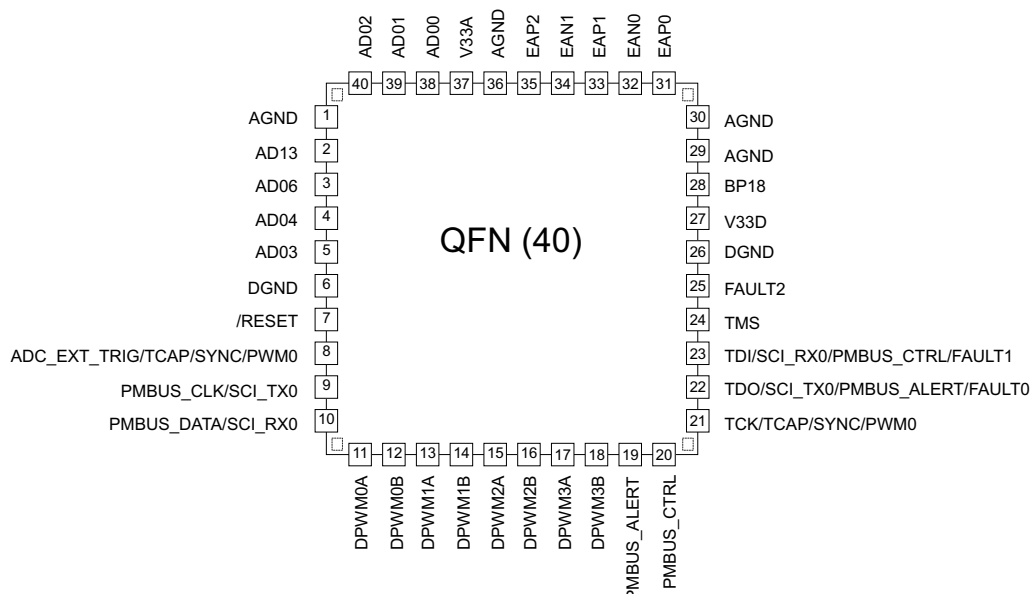 AD02
AD01
AD00
V33A
AGND
EAP2
EAN1
EAP1
EAN0
EAP0
40
39
38
37
36
35
34
33
32
31
AGND 1
AD13 2
AD06 3
AD04 4
AD03 5
DGND 6
/RESET 7
ADC_EXT_TRIG/TCAP/SYNC/PWM0 8
PMBUS_CLK/SCI_TX0 9
PMBUS_DATA/SCI_RX0 10
QFN (40)
30 AGND
29 AGND
28 BP18
27 V33D
26 DGND
25 FAULT2
24 TMS
23 TDI/SCI_RX0/PMBUS_CTRL/FAULT1
22 TDO/SCI_TX0/PMBUS_ALERT/FAULT0
21 TCK/TCAP/SYNC/PWM0
11
12
13
14
15
16
17
18
19
20
DPWM0A
DPWM0B
DPWM1A
DPWM1B
DPWM2A
DPWM2B
DPWM3A
DPWM3B
PMBUS_ALERT
PMBUS_CTRL